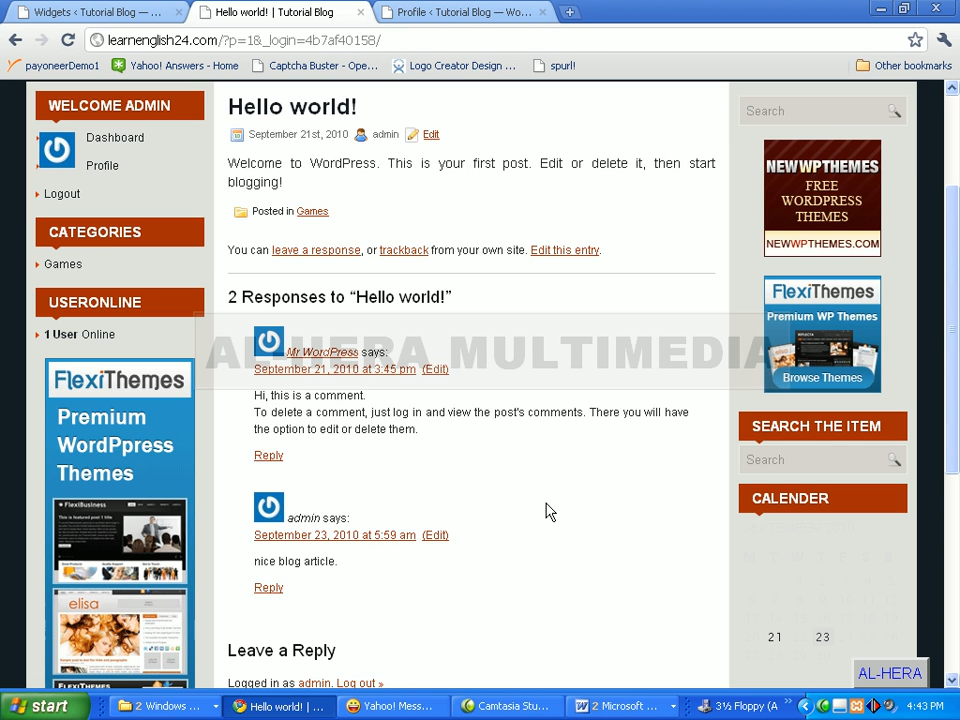 Widgets ‹ Tutorial Blog — ...
Hello world! | Tutorial Blog
Profile ‹ Tutorial Blog — Wo...
learnenglish24.com/?p=1&_login=4b7af40158/
payoneerDemo1
Yahoo! Answers - Home
Captcha Buster - Ope...
Logo Creator Design ...
spurl!
Other bookmarks
WELCOME ADMIN
Dashboard
Profile
Logout
CATEGORIES
Games
USERONLINE
1 User Online
FlexiThemes
Premium
WordPpress
Themes
FlexiBusiness
elisa
Hello world!
September 21st, 2010 admin Edit
Welcome to WordPress. This is your first post. Edit or delete it, then start
blogging!
Posted in Games
You can leave a response, or trackback from your own site. Edit this entry.
2 Responses to “Hello world!”
AL-HERA MULTIMEDIA
Mr WordPress says:
September 21, 2010 at 3:45 pm (Edit)
Hi, this is a comment.
To delete a comment, just log in and view the post's comments. There you will have
the option to edit or delete them.
Reply
admin says:
September 23, 2010 at 5:59 am (Edit)
nice blog article.
Reply
Leave a Reply
Logged in as admin. Log out »
Search
NEWWPTHEMES
FREE
WORDPRESS
THEMES
NEWWPTHEMES.COM
FlexiThemes
Premium WP Themes
Browse Themes
SEARCH THE ITEM
Search
CALENDER
21 23
AL-HERA
start
2 Windows ...
Hello world! | ...
Yahoo! Mess...
Camtasia Stu...
2 Microsoft ...
3½ Floppy (A
4:43 PM